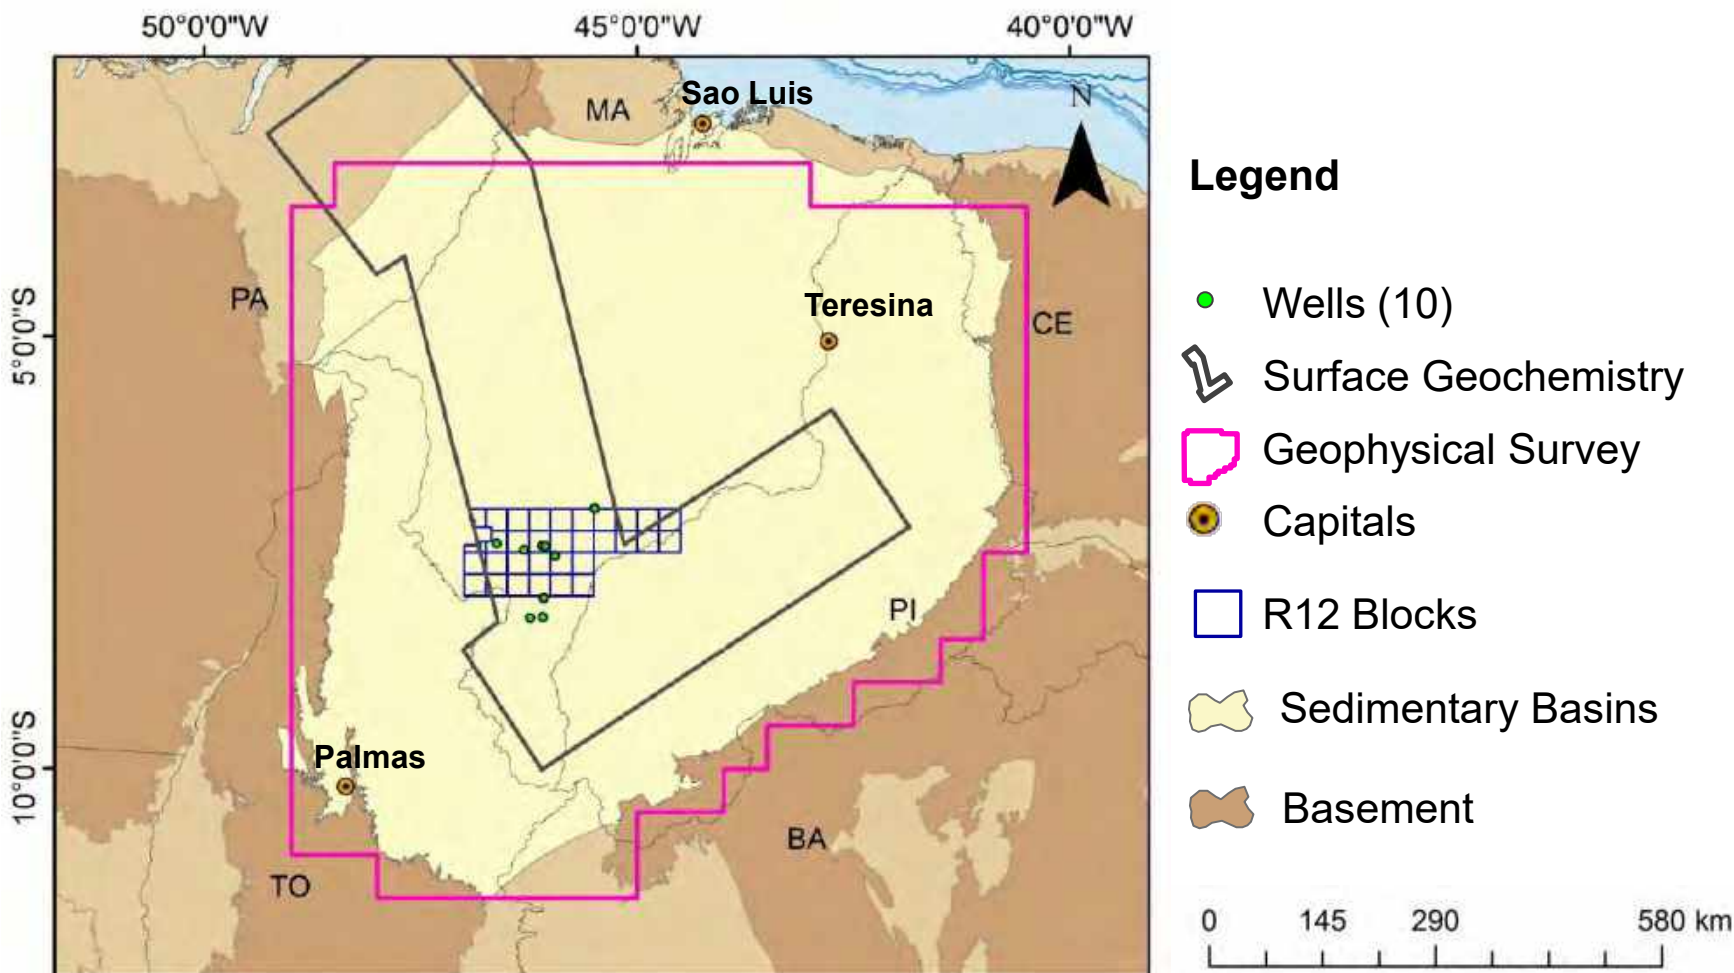 50°0'0"W 45°0'0"W 40°0'0"W
N
Sao Luis
MA
Legend
Wells (10)
PA
Teresina
CE
5°0'0"S
Surface Geochemistry
Geophysical Survey
Capitals
R12 Blocks
PI
Sedimentary Basins
10°0'0"S
Palmas
Basement
BA
TO
0 145 290 580 km